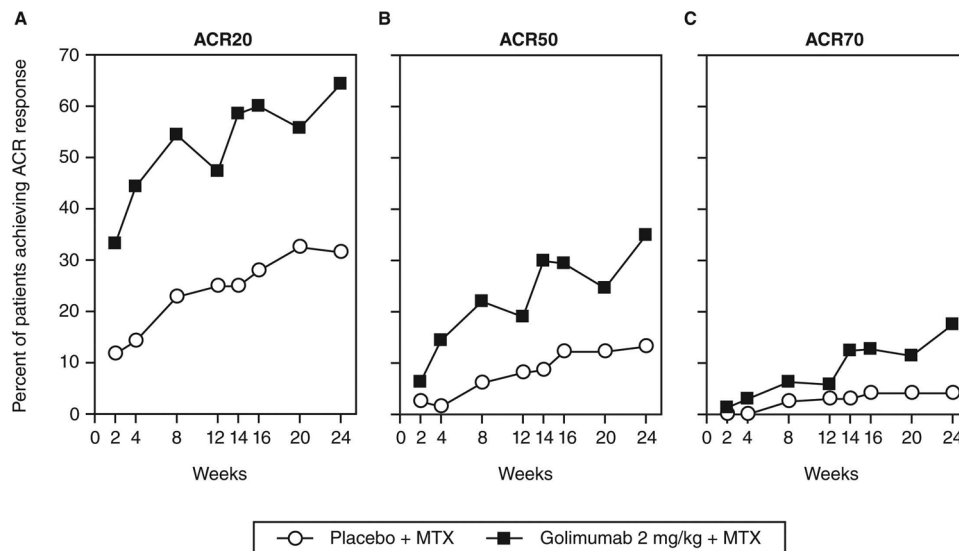 A
B
C
ACR20
ACR50
ACR70
Percent of patients achieving ACR response
70
60
50
40
30
20
10
0
0 2 4 8 12 14 16 20 24
0 2 4 8 12 14 16 20 24
0 2 4 8 12 14 16 20 24
Weeks
Weeks
Weeks
Placebo + MTX
Golimumab 2 mg/kg + MTX